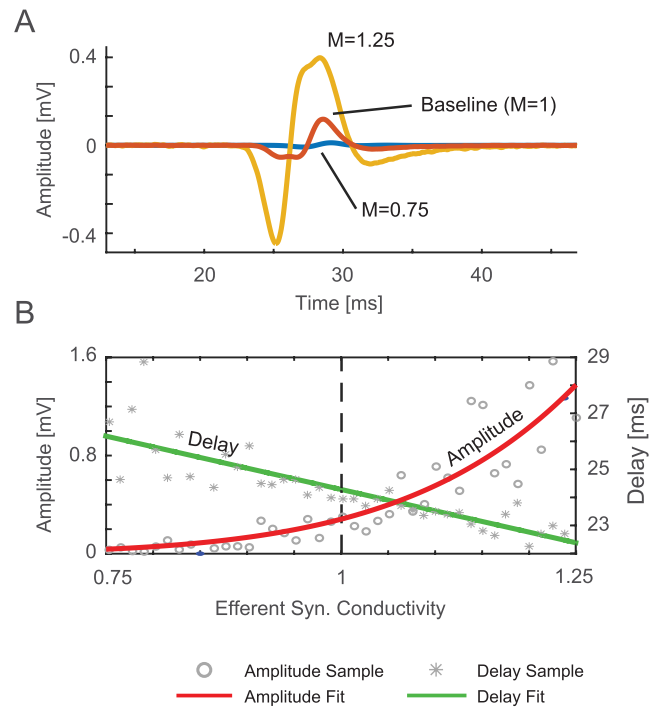 A
M=1.25
0.4
Baseline (M=1)
0
M=0.75
-0.4
Amplitude [mV]
20
30
40
Time [ms]
B
1.6
29
27
Delay
Amplitude
0.8
25
23
0
Amplitude [mV]
Delay [ms]
0.75
1
1.25
Efferent Syn. Conductivity
Amplitude Sample
Delay Sample
Amplitude Fit
Delay Fit